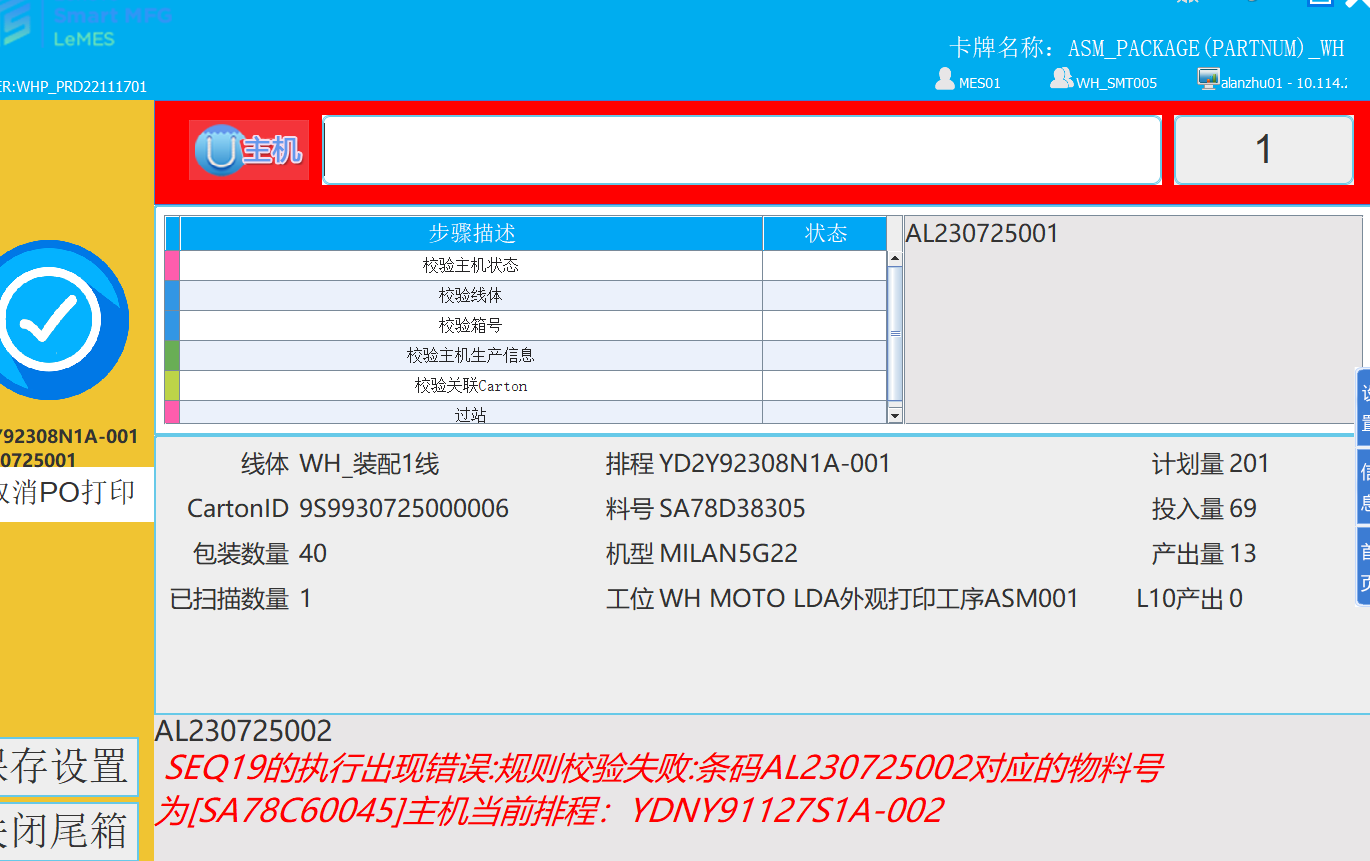 Smart MFG
LeMES
卡牌名称: ASM_PACKAGE(PARTNUM)_WH
ER:WHP_PRD22111701
MES01
WH_SMT005
alanzhu01 - 10.114.
主机
1
步骤描述 状态
校验主机状态
校验线体
校验箱号
校验主机生产信息
校验关联Carton
过站
AL230725001
Y92308N1A-001
0725001
取消PO打印
线体 WH_装配1线 排程 YD2Y92308N1A-001 计划量 201
CartonID 9S9930725000006 料号 SA78D38305 投入量 69
包装数量 40 机型 MILAN5G22 产出量 13
已扫描数量 1 工位 WH MOTO LDA外观打印工序ASM001 L10产出 0
设置
信息
首页
保存设置
关闭尾箱
AL230725002
SEQ19的执行出现错误:规则校验失败:条码AL230725002对应的物料号
为[SA78C60045]主机当前排程：YDNY91127S1A-002